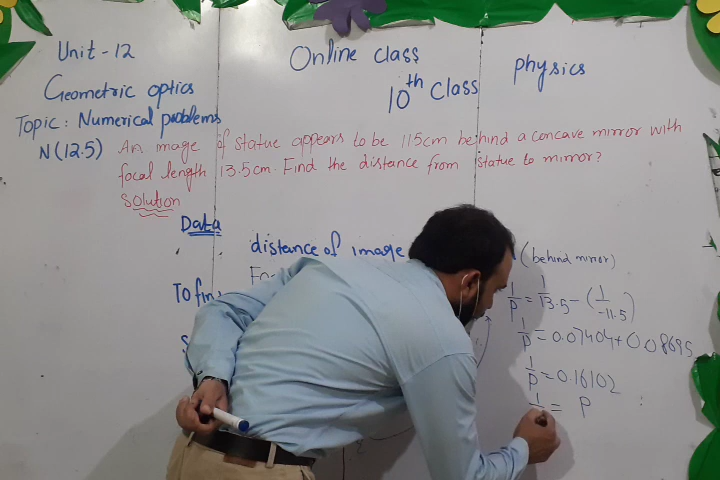 Unit-12
Online class
10th Class physics
Geometric optics
Topic: Numerical problems
N(12.5) An image of statue appears to be 115cm behind a concave mirror with
focal length 13.5cm. Find the distance from statue to mirror?
Solution
Data
distance of image (behind mirror)
To fin
1/p = 1/13.5 - (1/-11.5)
1/p = 0.07404+0.08695
1/p = 0.16102
1/ = p